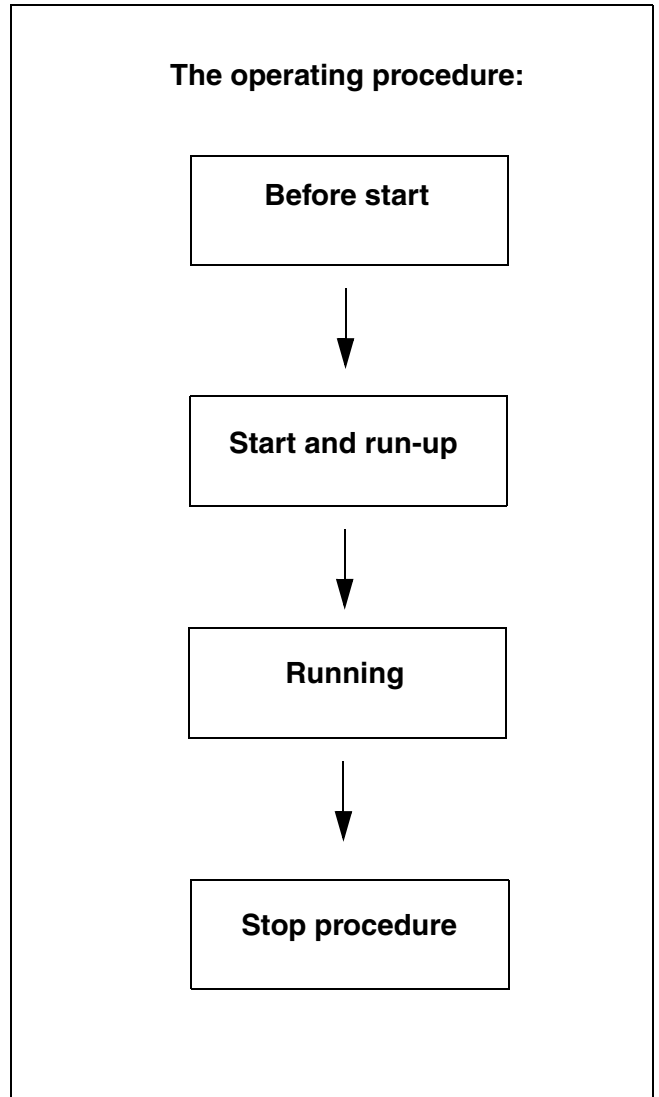 The operating procedure:
Before start
Start and run-up
Running
Stop procedure